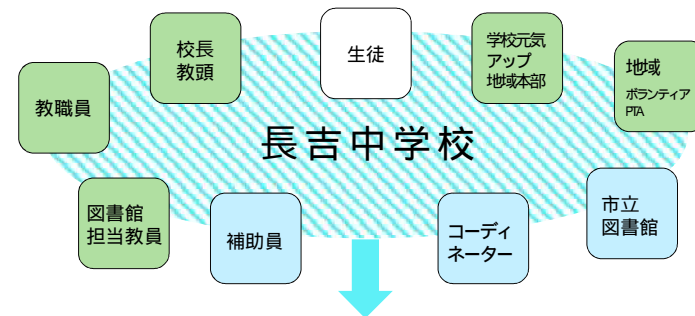 校長
教頭
生徒
学校元気
アップ
地域本部
地域
ボランティア
PTA
教職員
長吉中学校
図書館
担当教員
補助員
コーディ
ネーター
市立
図書館